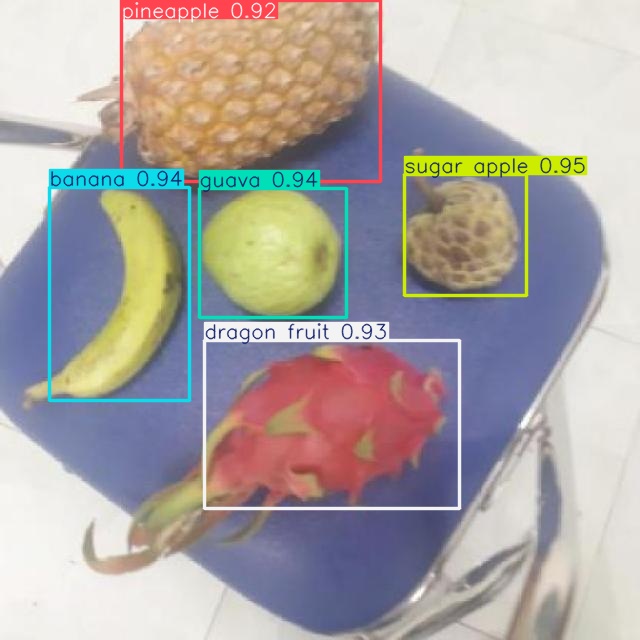 pineapple 0.92
banana 0.94
guava 0.94
sugar apple 0.95
dragon fruit 0.93